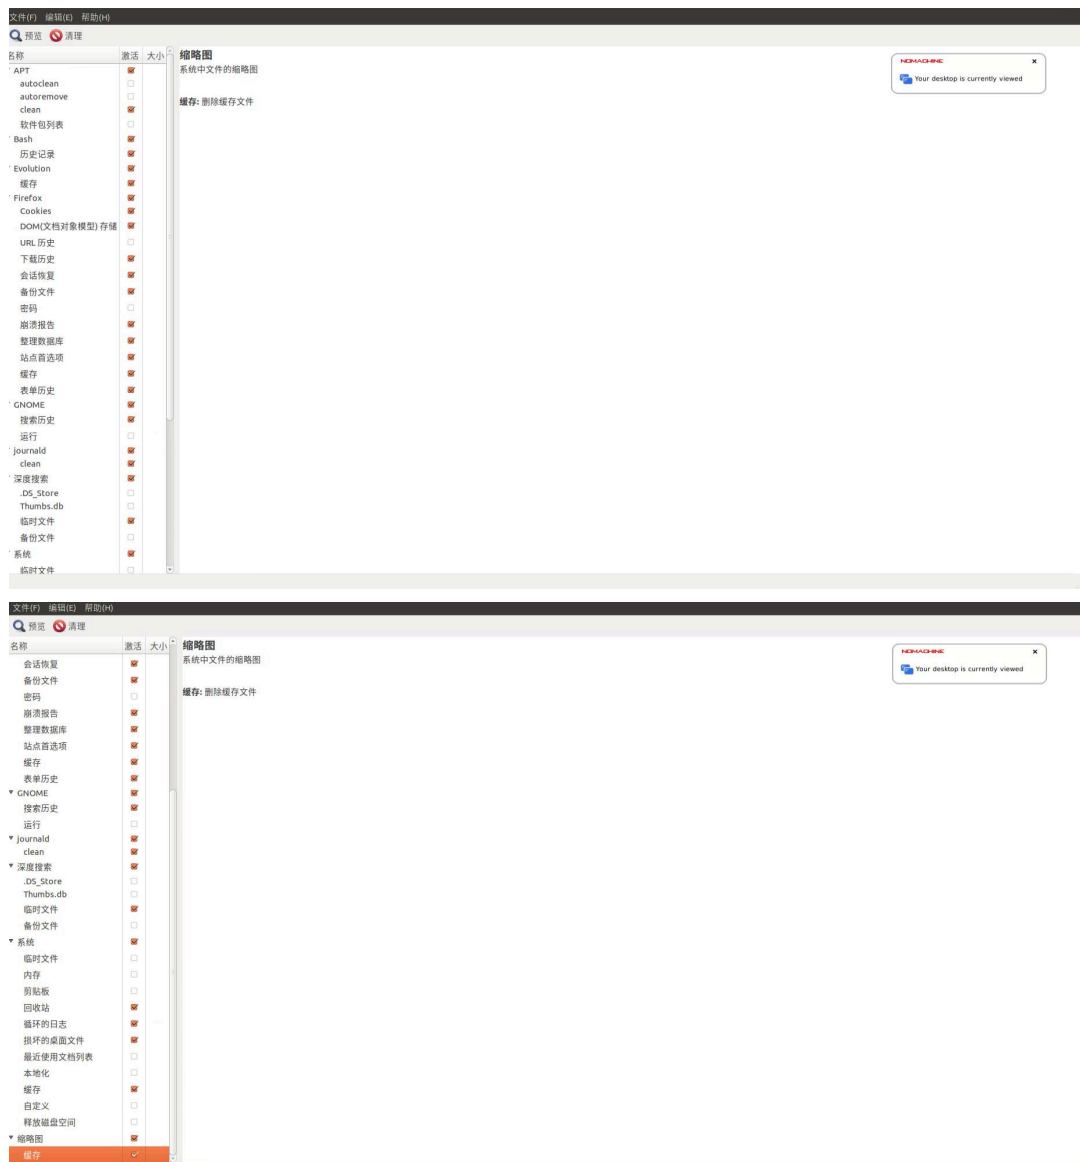 文件(F) 编辑(E) 帮助(H)
预览 清理
名称 激活 大小
APT
autoclean
autoremove
clean
软件包列表
Bash
历史记录
Evolution
缓存
Firefox
Cookies
DOM(文档对象模型) 存储
URL 历史
下载历史
会话恢复
备份文件
密码
崩溃报告
整理数据库
站点首选项
缓存
表单历史
GNOME
搜索历史
运行
journald
clean
深度搜索
.DS_Store
Thumbs.db
临时文件
备份文件
系统
临时文件
缩略图
系统中文件的缩略图
缓存: 删除缓存文件
NOMACHINE x
Your desktop is currently viewed
文件(F) 编辑(E) 帮助(H)
预览 清理
名称 激活 大小
会话恢复
备份文件
密码
崩溃报告
整理数据库
站点首选项
缓存
表单历史
GNOME
搜索历史
运行
journald
clean
深度搜索
.DS_Store
Thumbs.db
临时文件
备份文件
系统
临时文件
内存
剪贴板
回收站
循环的日志
损坏的桌面文件
最近使用文档列表
本地化
缓存
自定义
释放磁盘空间
缩略图
缓存
缩略图
系统中文件的缩略图
缓存: 删除缓存文件
NOMACHINE x
Your desktop is currently viewed